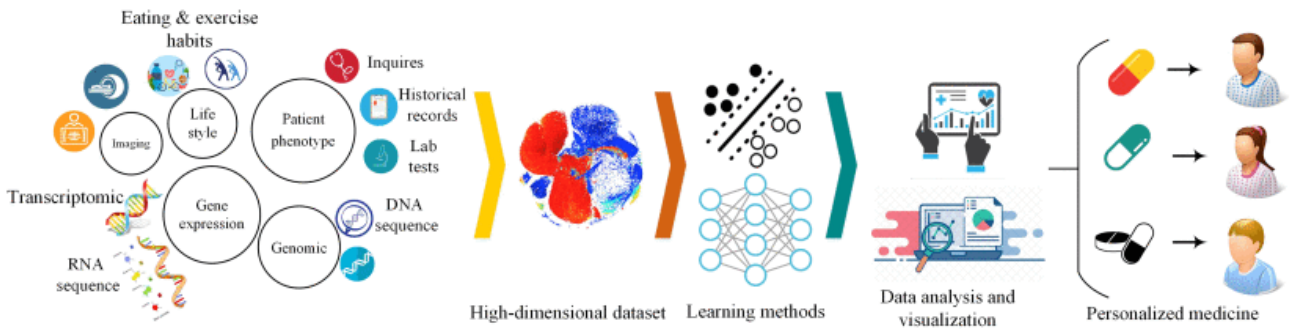 Eating & exercise
habits
Inquires
Historical
records
Lab
tests
Imaging
Life
style
Patient
phenotype
Transcriptomic
Gene
expression
Genomic
DNA
sequence
RNA
sequence
High-dimensional dataset
Learning methods
Data analysis and
visualization
Personalized medicine